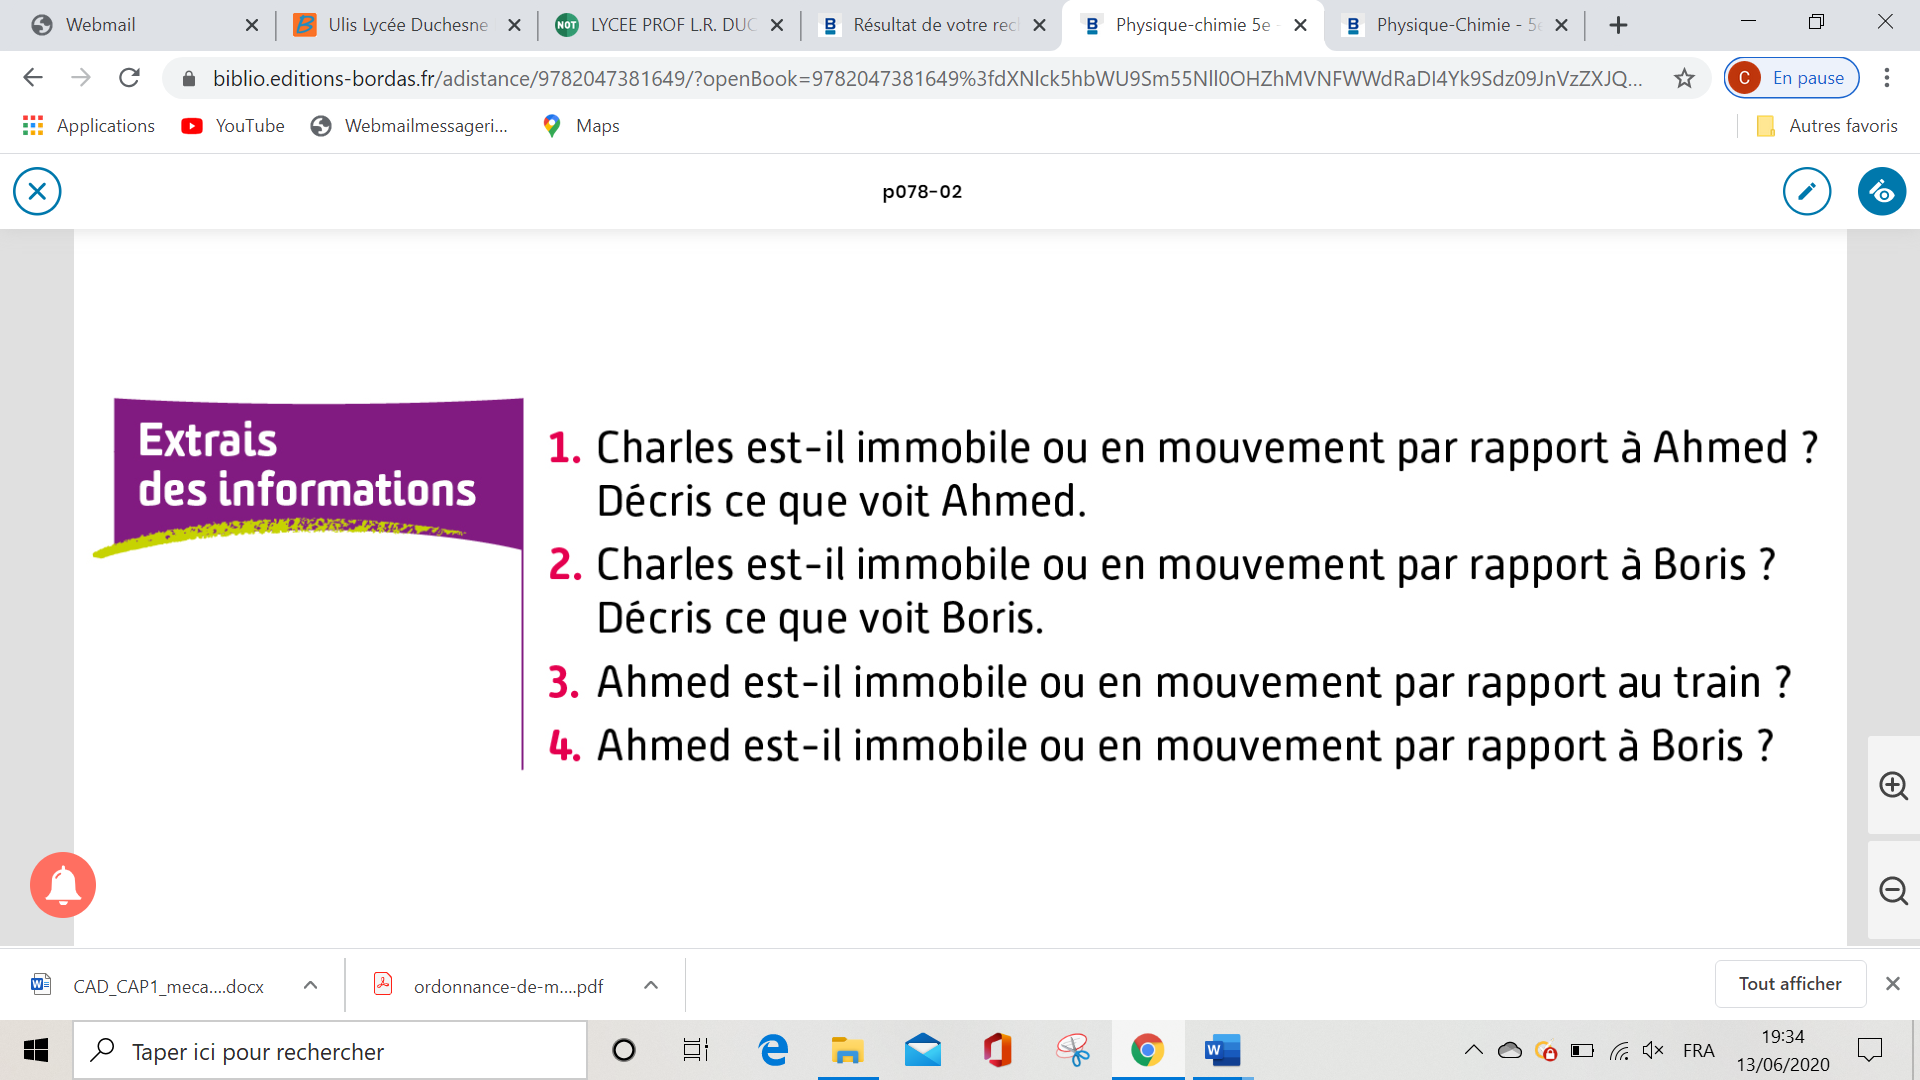 Webmail
Ulis Lycée Duchesne
LYCEE PROF L.R. DUC
Résultat de votre rech
Physique-chimie 5e -
Physique-Chimie - 5e
biblio.editions-bordas.fr/adistance/9782047381649/?openBook=9782047381649%3fdXNlck5hbWU9Sm55Nll0OHZhMVNFWWdRaDl4Yk9Sdz09JnVzZXJQ...
C En pause
Applications
YouTube
Webmailmessageri...
Maps
Autres favoris
p078-02
Extrais
des informations
1. Charles est-il immobile ou en mouvement par rapport à Ahmed ?
Décris ce que voit Ahmed.
2. Charles est-il immobile ou en mouvement par rapport à Boris ?
Décris ce que voit Boris.
3. Ahmed est-il immobile ou en mouvement par rapport au train ?
4. Ahmed est-il immobile ou en mouvement par rapport à Boris ?
CAD_CAP1_meca....docx
ordonnance-de-m....pdf
Tout afficher
Taper ici pour rechercher
FRA
19:34
13/06/2020